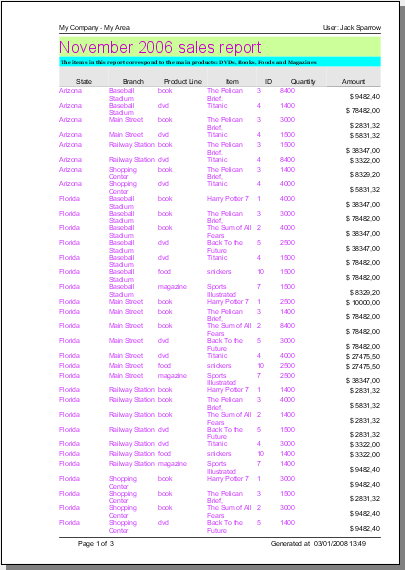 My Company - My Area User: Jack Sparrow
November 2006 sales report
The items in this report correspond to the main products: DVDs, Books, Foods and Magazines
State Branch Product Line Item ID Quantity Amount
Arizona Baseball book The Pelican 3 8400
Stadium Brief. $ 9482,40
Arizona Baseball dvd Titanic 4 1400
Stadium $ 78482,00
Arizona Main Street book The Pelican 3 3000
Brief. $ 2831,32
Arizona Main Street dvd Titanic 4 1500 $ 5831,32
Arizona Railway Station book The Pelican 3 1500
Brief. $ 38347,00
Arizona Railway Station dvd Titanic 4 8400 $ 3322,00
Arizona Shopping book The Pelican 3 1500
Center Brief. $ 8329,20
Arizona Shopping dvd Titanic 4 4000
Center $ 5831,32
Florida Baseball book Harry Potter 7 1 4000
Stadium $ 38347,00
Florida Baseball book The Pelican 3 3000
Stadium Brief. $ 78482,00
Florida Baseball book The Sum of All 2 4000
Stadium Fears $ 38347,00
Florida Baseball dvd Back To the 5 2500
Stadium Future $ 38347,00
Florida Baseball dvd Titanic 4 1500
Stadium $ 78482,00
Florida Baseball food snickers 10 1500
Stadium $ 78482,00
Florida Baseball magazine Sports 7 1500
Stadium Illustrated $ 8329,20
Florida Main Street book Harry Potter 7 1 2500 $ 10000,00
Florida Main Street book The Pelican 3 1400
Brief. $ 78482,00
Florida Main Street book The Sum of All 2 8400
Fears $ 78482,00
Florida Main Street dvd Back To the 5 3000
Future $ 78482,00
Florida Main Street dvd Titanic 4 4000 $ 27475,50
Florida Main Street food snickers 10 2500 $ 27475,50
Florida Main Street magazine Sports 7 2500
Illustrated $ 38347,00
Florida Railway Station book Harry Potter 7 1 1400 $ 2831,32
Florida Railway Station book The Pelican 3 4000
Brief. $ 5831,32
Florida Railway Station book The Sum of All 2 1400
Fears $ 2831,32
Florida Railway Station dvd Back To the 5 1500
Future $ 2831,32
Florida Railway Station dvd Titanic 4 3000 $ 3322,00
Florida Railway Station food snickers 10 1500 $ 3322,00
Florida Railway Station magazine Sports 7 1400
Illustrated $ 9482,40
Florida Shopping book Harry Potter 7 1 3000
Center $ 9482,40
Florida Shopping book The Pelican 3 1500
Center Brief. $ 2831,32
Florida Shopping book The Sum of All 2 1500
Center Fears $ 9482,40
Florida Shopping dvd Back To the 5 1400
Center Future $ 9482,40
Page 1 of 3 Generated at 03/01/2008 13:49